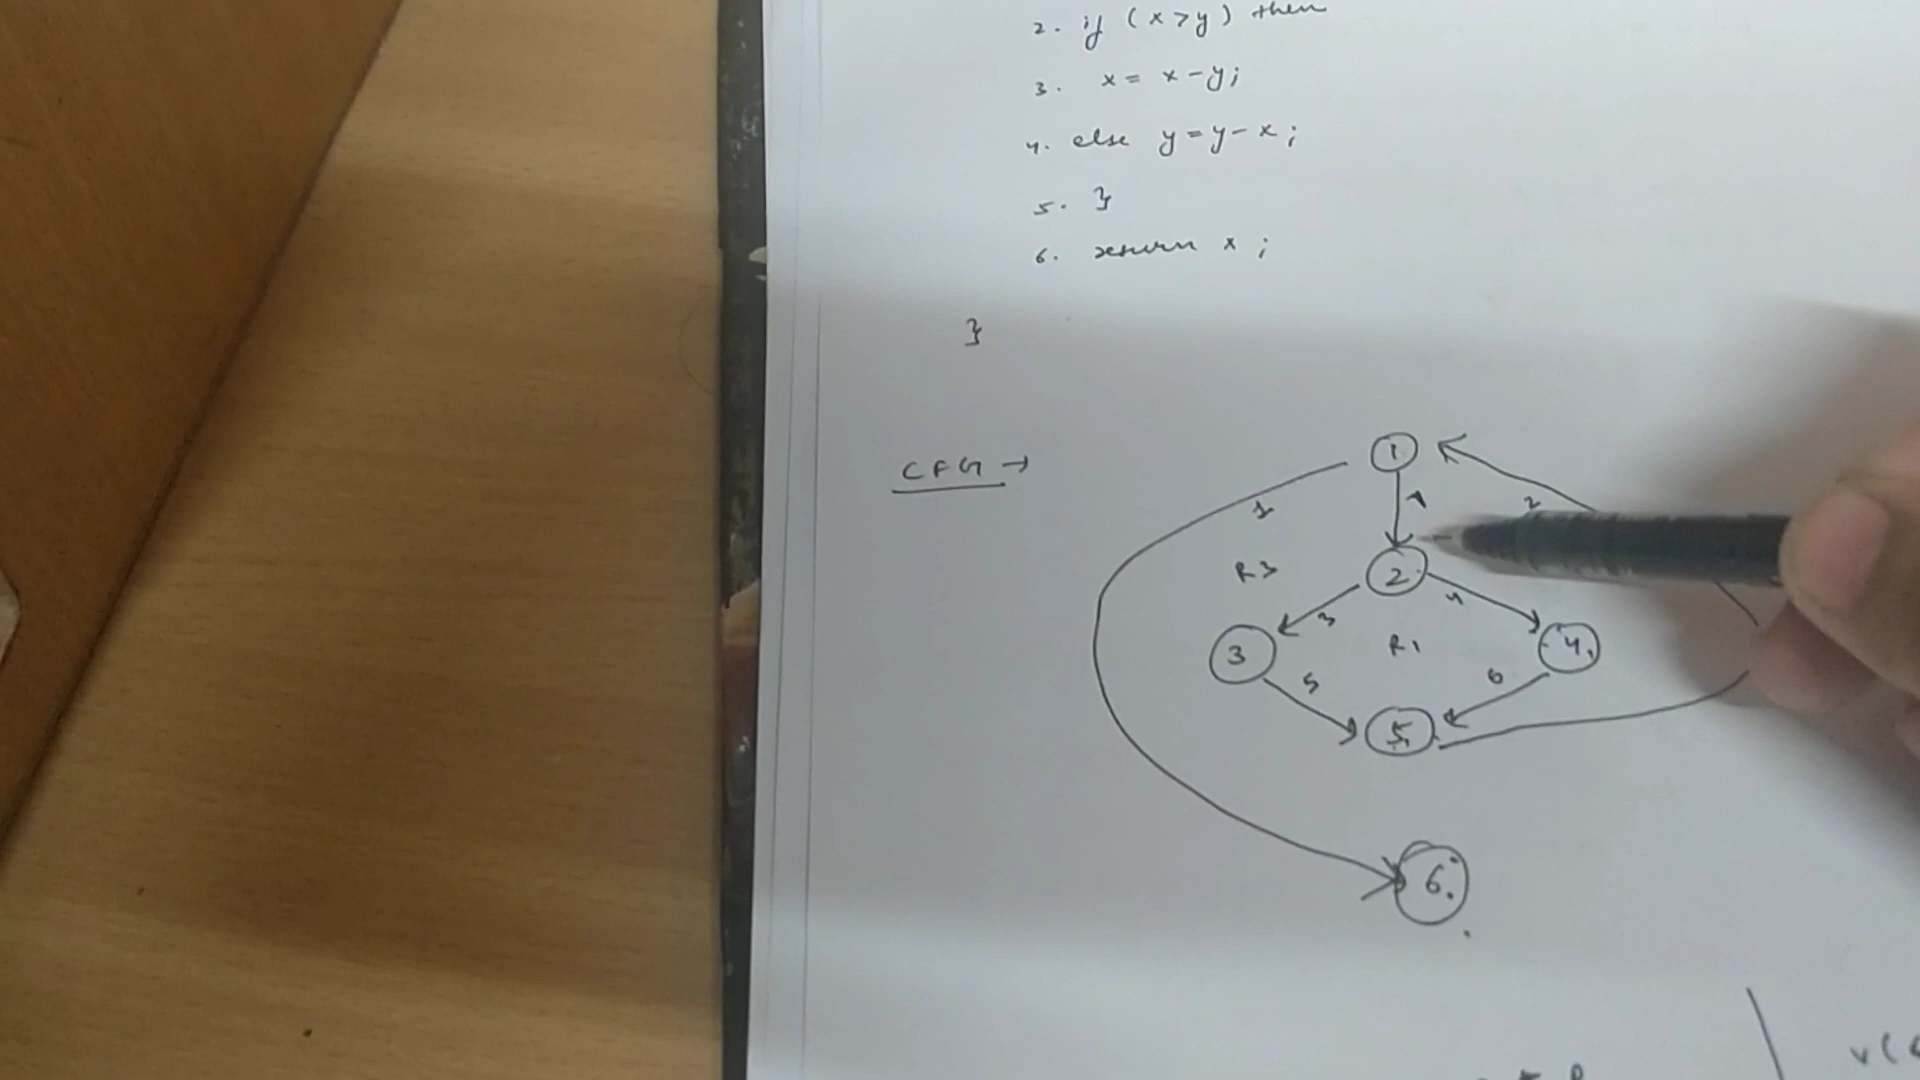 2. if (x>y) then
3. x = x-y;
4. else y=y-x;
5. }
6. return x ;
}
CFG →
1
1
2
R3
2
3
4
3
R1
4
5
6
5
6
v(